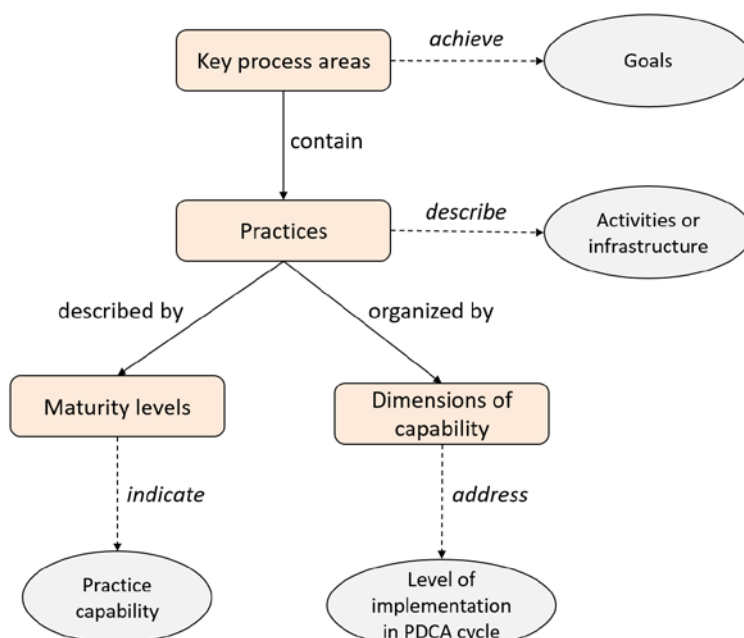 achieve
Key process areas
Goals
contain
describe
Practices
Activities or
infrastructure
described by
organized by
Maturity levels
Dimensions of
capability
indicate
address
Practice
capability
Level of
implementation
in PDCA cycle